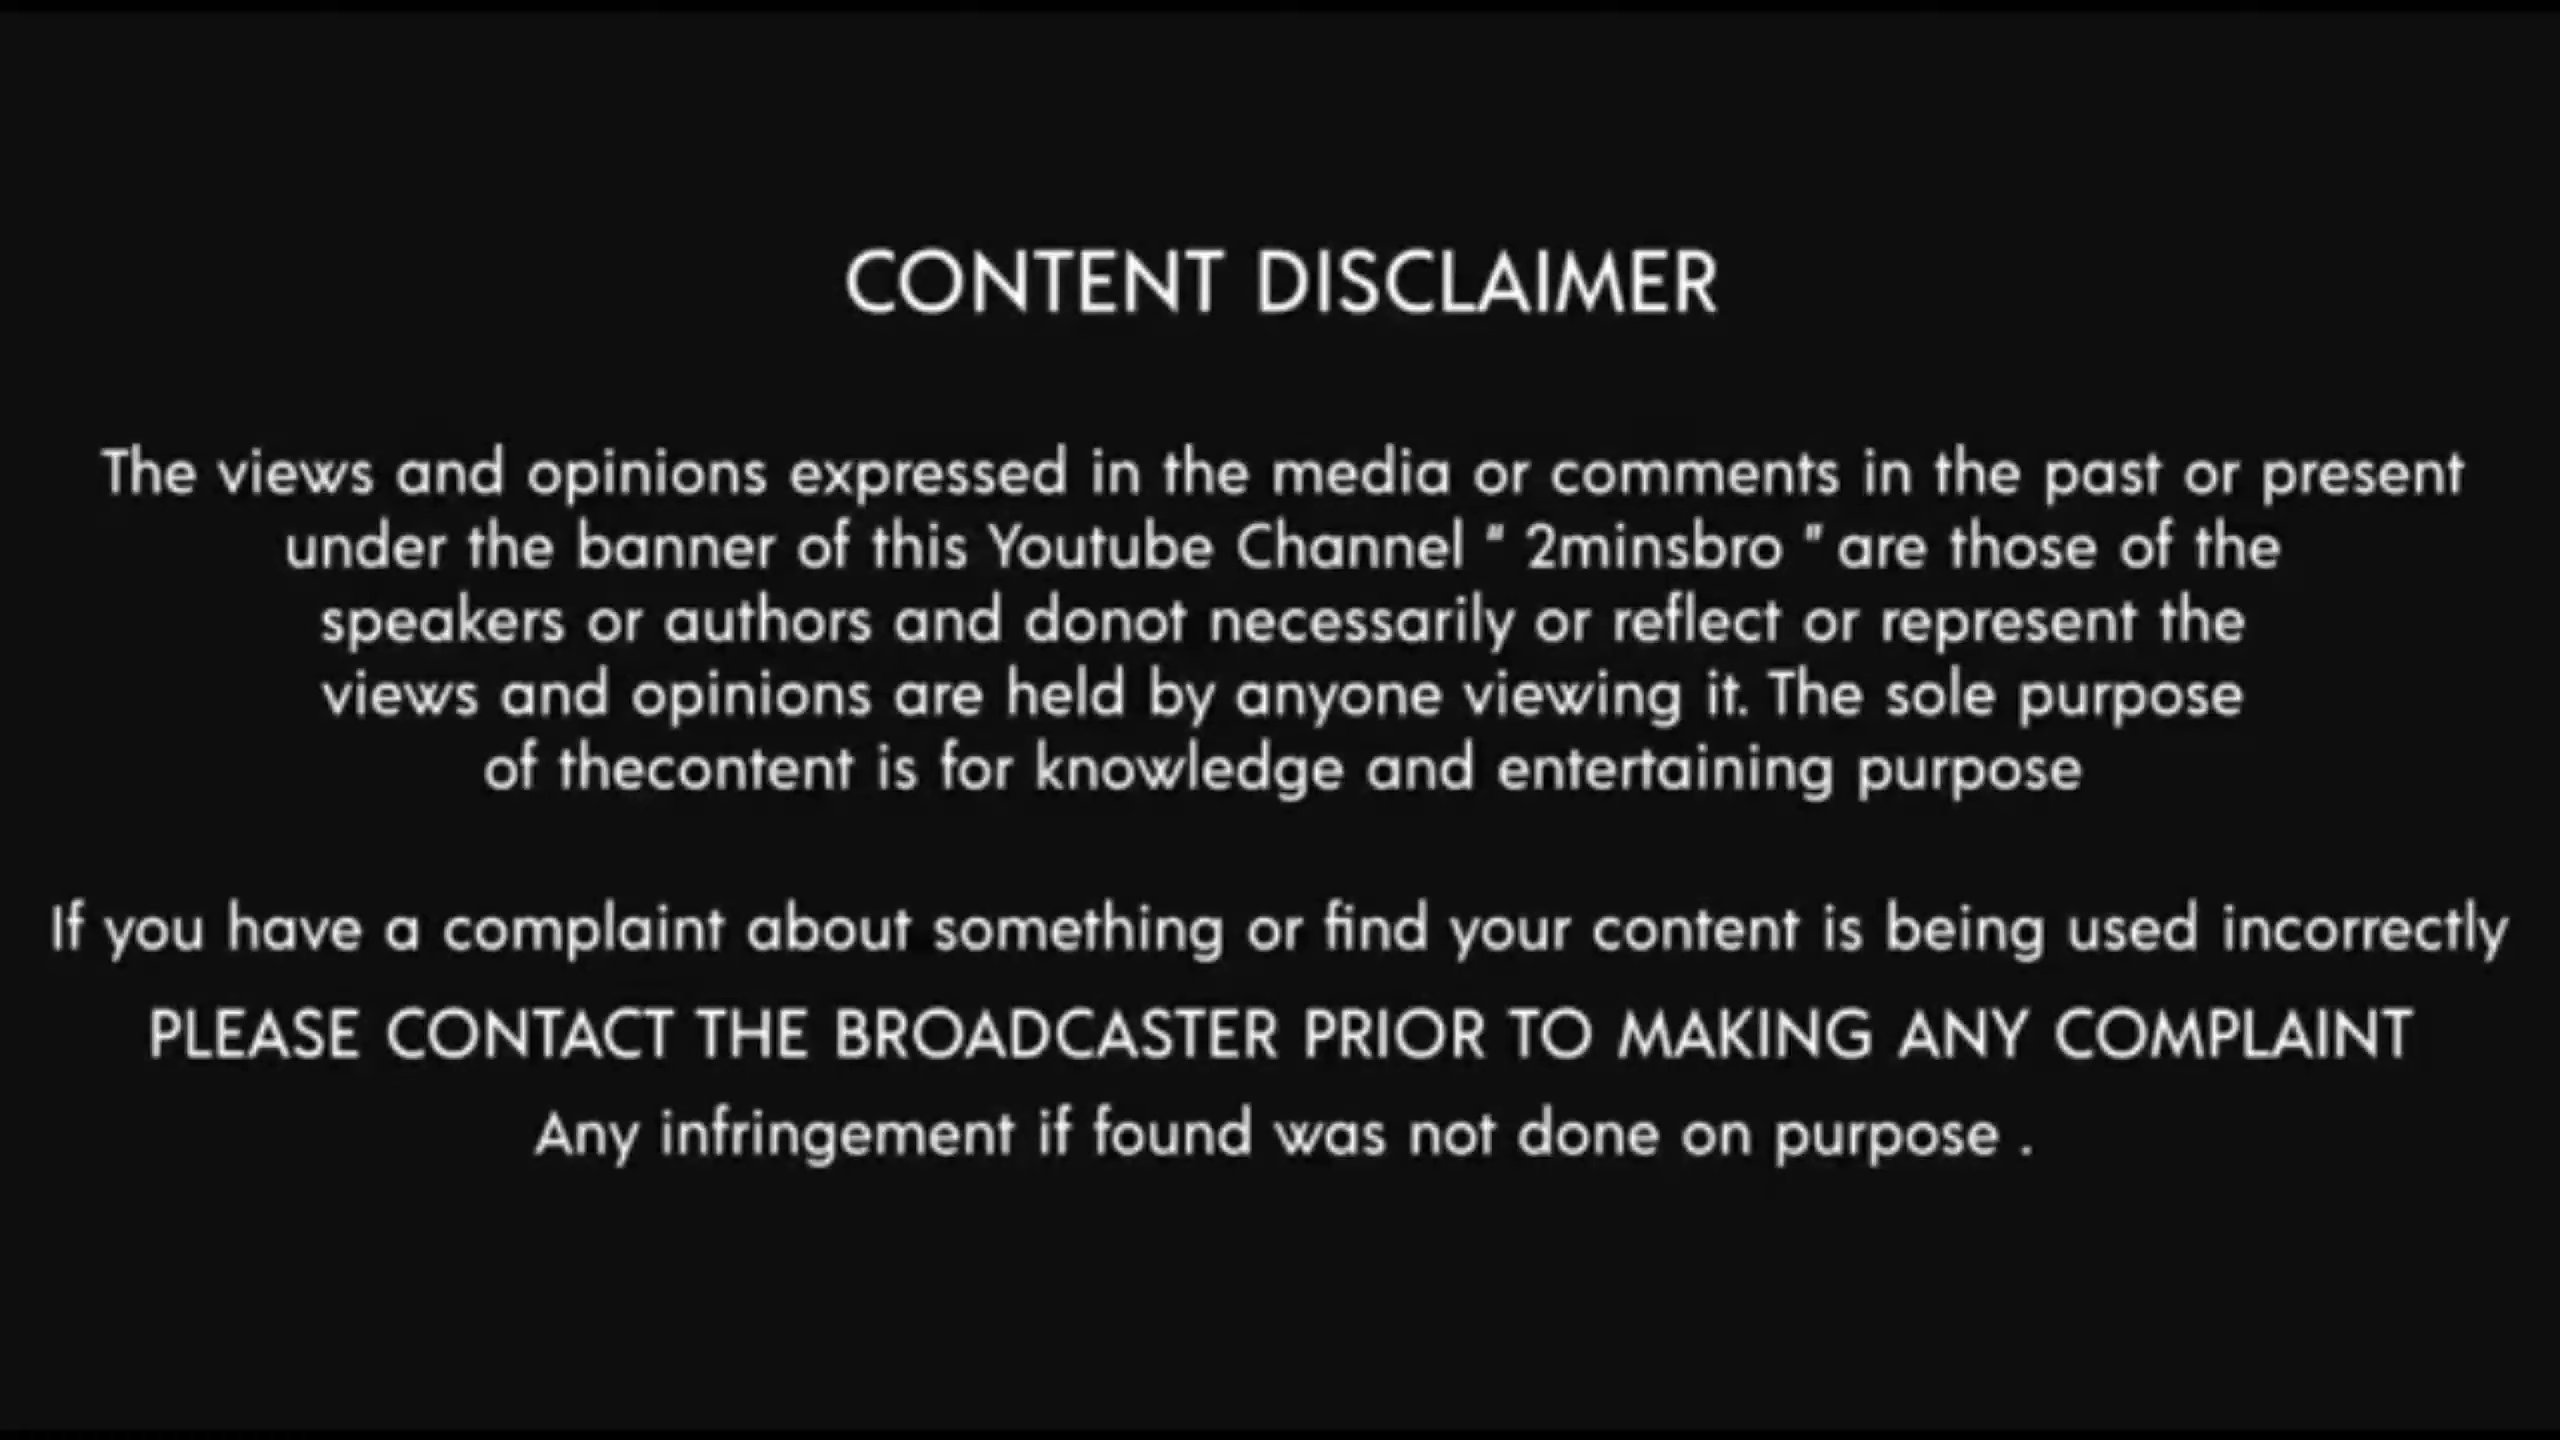 CONTENT DISCLAIMER
The views and opinions expressed in the media or comments in the past or present
under the banner of this Youtube Channel “ 2minsbro ” are those of the
speakers or authors and donot necessarily or reflect or represent the
views and opinions are held by anyone viewing it. The sole purpose
of thecontent is for knowledge and entertaining purpose
If you have a complaint about something or find your content is being used incorrectly
PLEASE CONTACT THE BROADCASTER PRIOR TO MAKING ANY COMPLAINT
Any infringement if found was not done on purpose .